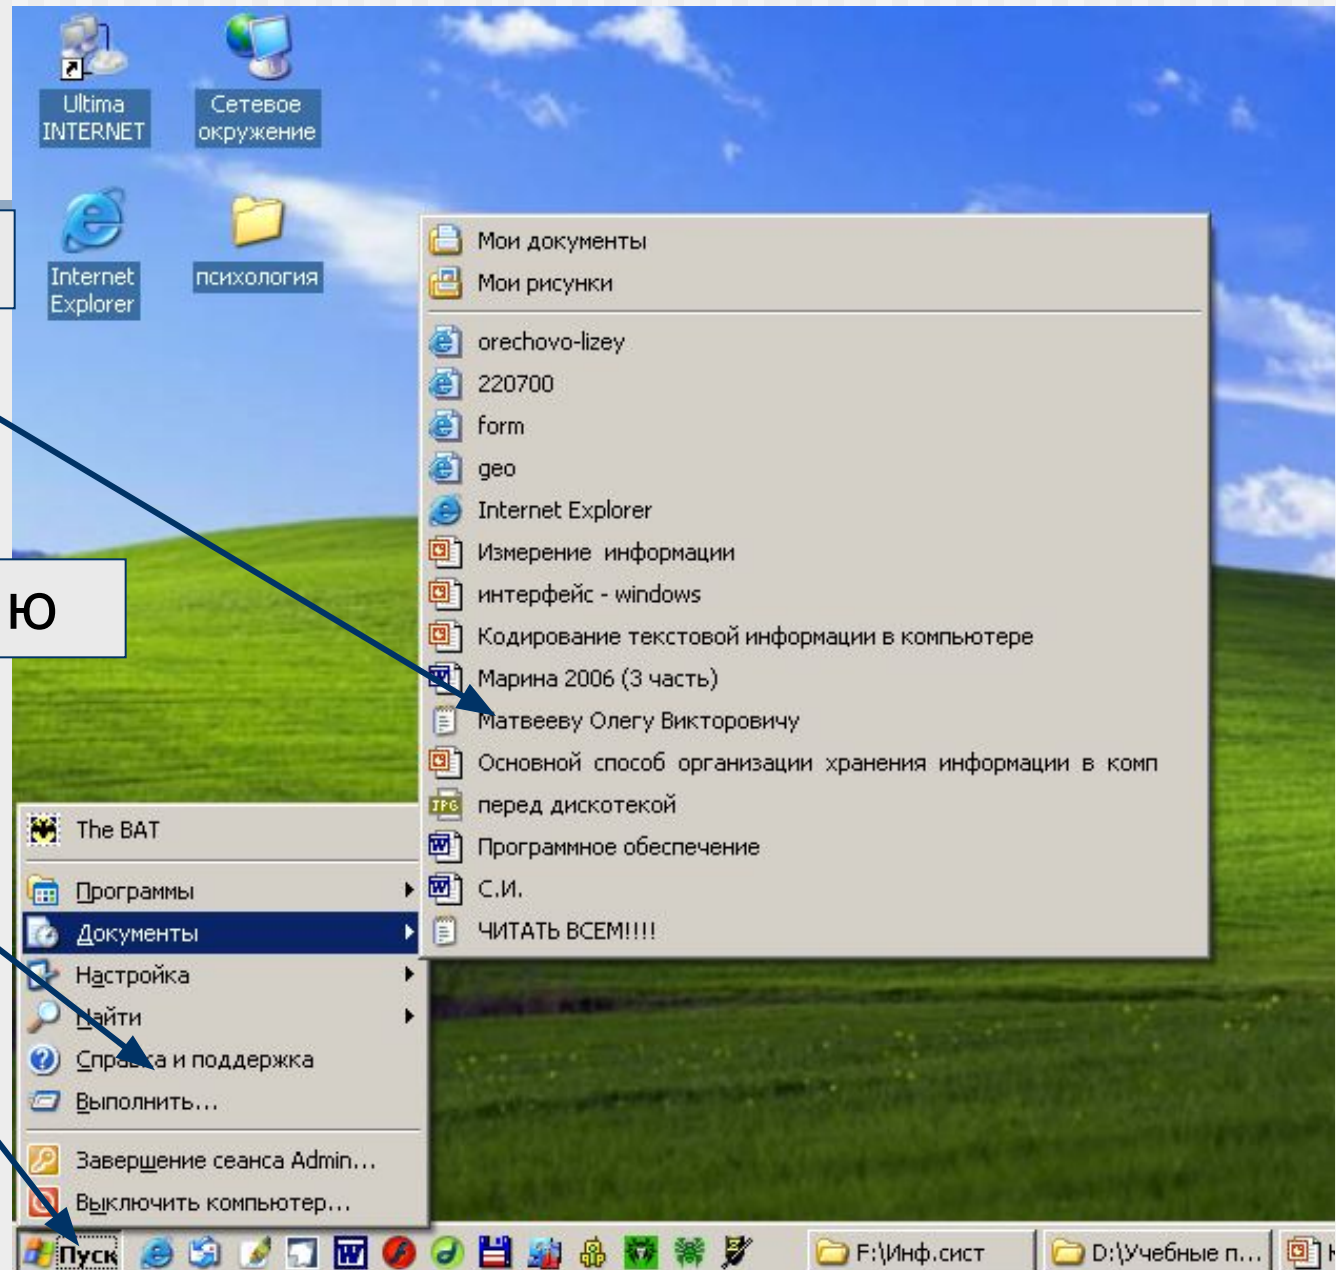 Ultima
INTERNET
Сетевое
окружение
Internet
Explorer
психология
ю
Мои документы
Мои рисунки
orechovo-lizey
220700
form
geo
Internet Explorer
Измерение информации
интерфейс - windows
Кодирование текстовой информации в компьютере
Марина 2006 (3 часть)
Матвееву Олегу Викторовичу
Основной способ организации хранения информации в комп
перед дискотекой
Программное обеспечение
С.И.
ЧИТАТЬ ВСЕМ!!!!
The BAT
Программы
Документы
Настройка
Найти
Справка и поддержка
Выполнить...
Завершение сеанса Admin...
Выключить компьютер...
Пуск
F:\Инф.сист
D:\Учебные п...